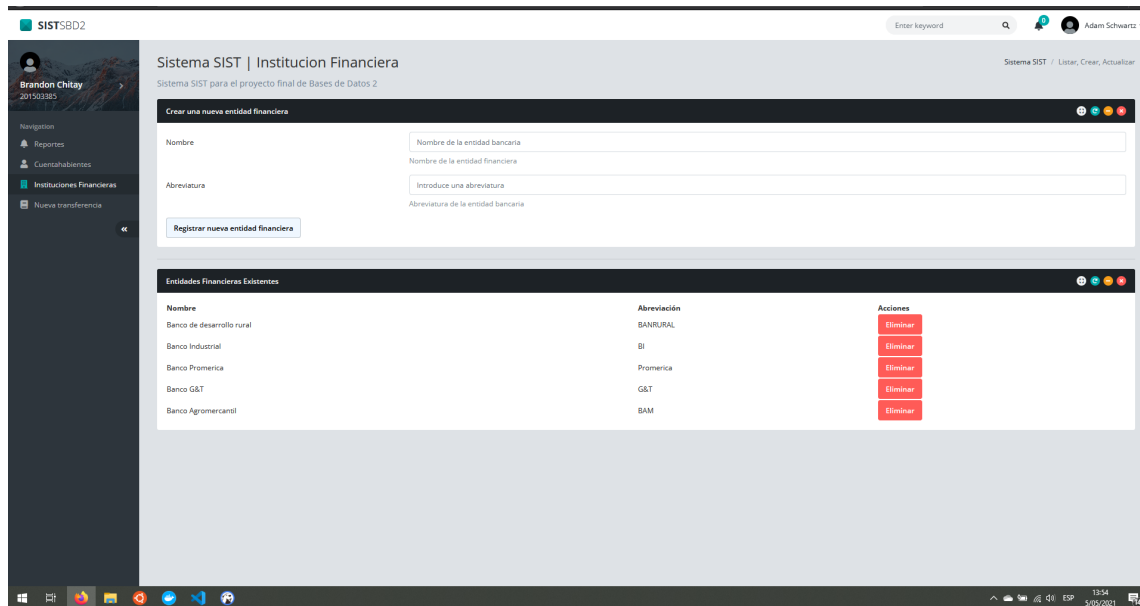 SISTSBD2
Enter keyword
0
Adam Schwartz
Brandon Chitay
201503385
Navigation
Reportes
Cuentahabientes
Instituciones Financieras
Nueva transferencia
Sistema SIST | Institucion Financiera
Sistema SIST / Listar, Crear, Actualizar
Sistema SIST para el proyecto final de Bases de Datos 2
Crear una nueva entidad financiera
Nombre
Nombre de la entidad bancaria
Nombre de la entidad financiera
Abreviatura
Introduce una abreviatura
Abreviatura de la entidad bancaria
Registrar nueva entidad financiera
Entidades Financieras Existentes
Nombre Abreviación Acciones
Banco de desarrollo rural BANRURAL Eliminar
Banco Industrial BI Eliminar
Banco Promerica Promerica Eliminar
Banco G&T G&T Eliminar
Banco Agromercantil BAM Eliminar
ESP
13:54
5/05/2021